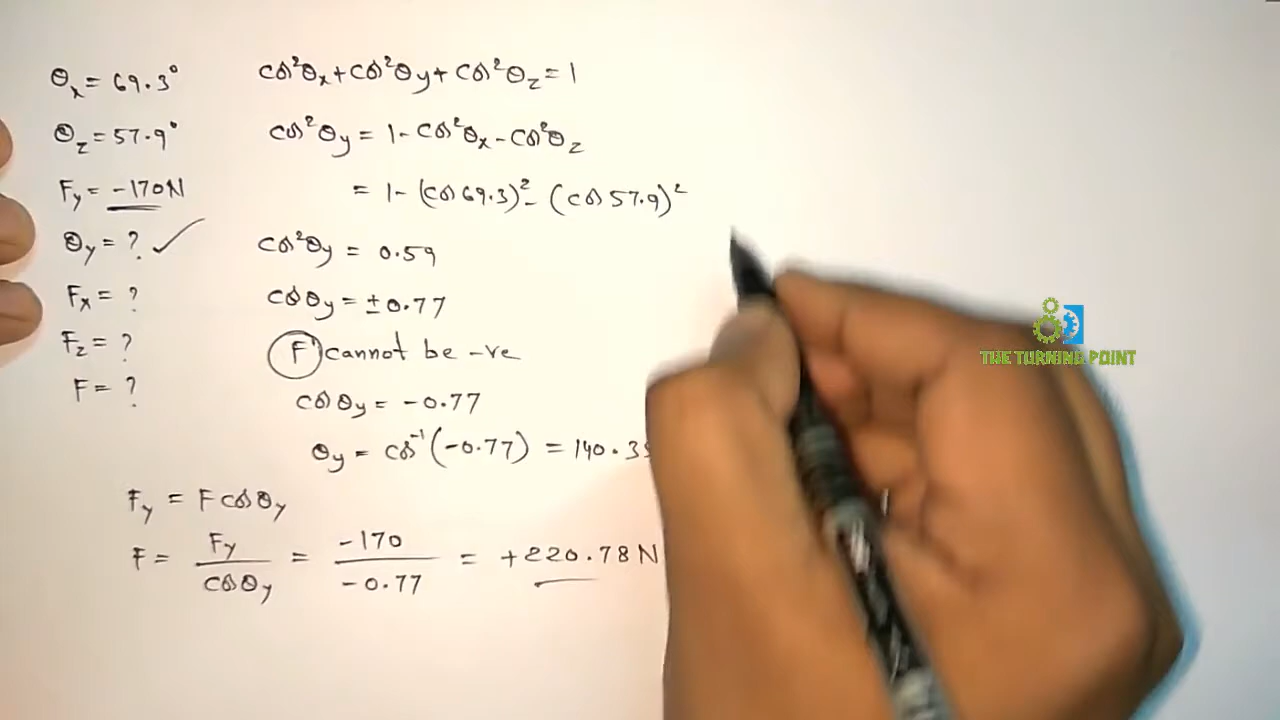 θx = 69.3°
θz = 57.9°
Fy = -170N
θy = ? ✓
Fx = ?
Fz = ?
F = ?
cos²θx + cos²θy + cos²θz = 1
cos²θy = 1 - cos²θx - cos²θz
= 1 - (cos 69.3)² - (cos 57.9)²
cos²θy = 0.59
cosθy = ±0.77
F cannot be -ve
cosθy = -0.77
θy = cos⁻¹(-0.77) = 140.3
Fy = F cosθy
F = Fy / cosθy = -170 / -0.77 = +220.78 N
THE TURNING POINT